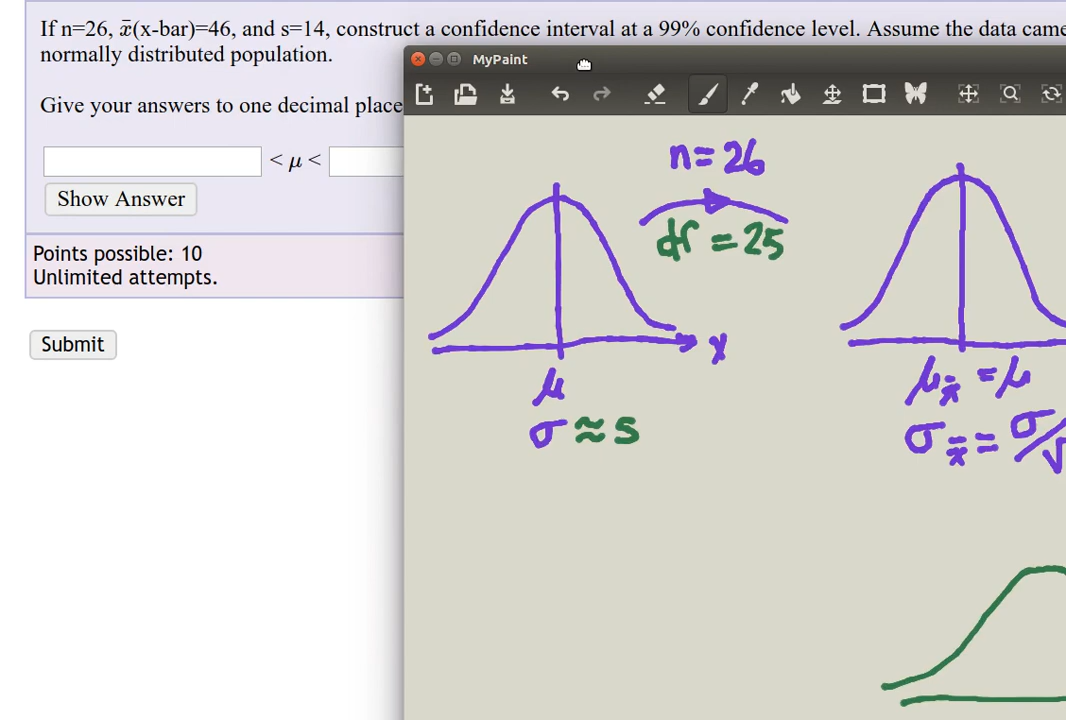 If n=26, x̄(x-bar)=46, and s=14, construct a confidence interval at a 99% confidence level. Assume the data came
normally distributed population.
Give your answers to one decimal place
< μ <
Show Answer
Points possible: 10
Unlimited attempts.
Submit
MyPaint
n=26
df=25
x
μ
σ≈s
μx̄=μ
σx̄=σ/√